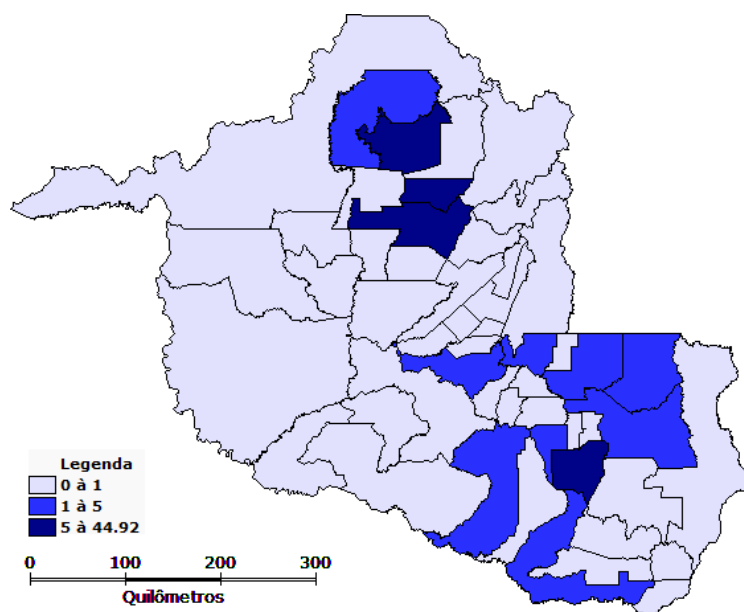 Legenda
0 à 1
1 à 5
5 à 44.92
0 100 200 300
Quilômetros